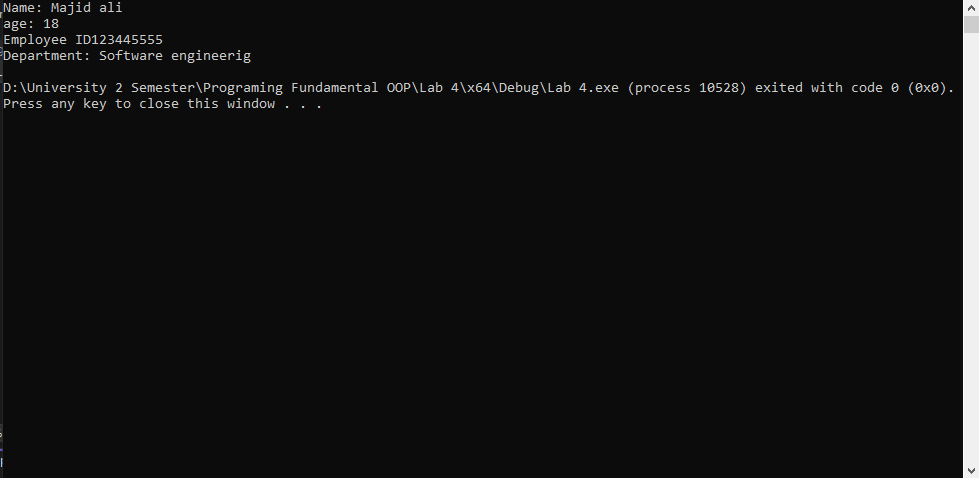 Name: Majid ali
age: 18
Employee ID123445555
Department: Software engineerig
D:\University 2 Semester\Programing Fundamental OOP\Lab 4\x64\Debug\Lab 4.exe (process 10528) exited with code 0 (0x0).
Press any key to close this window . . .